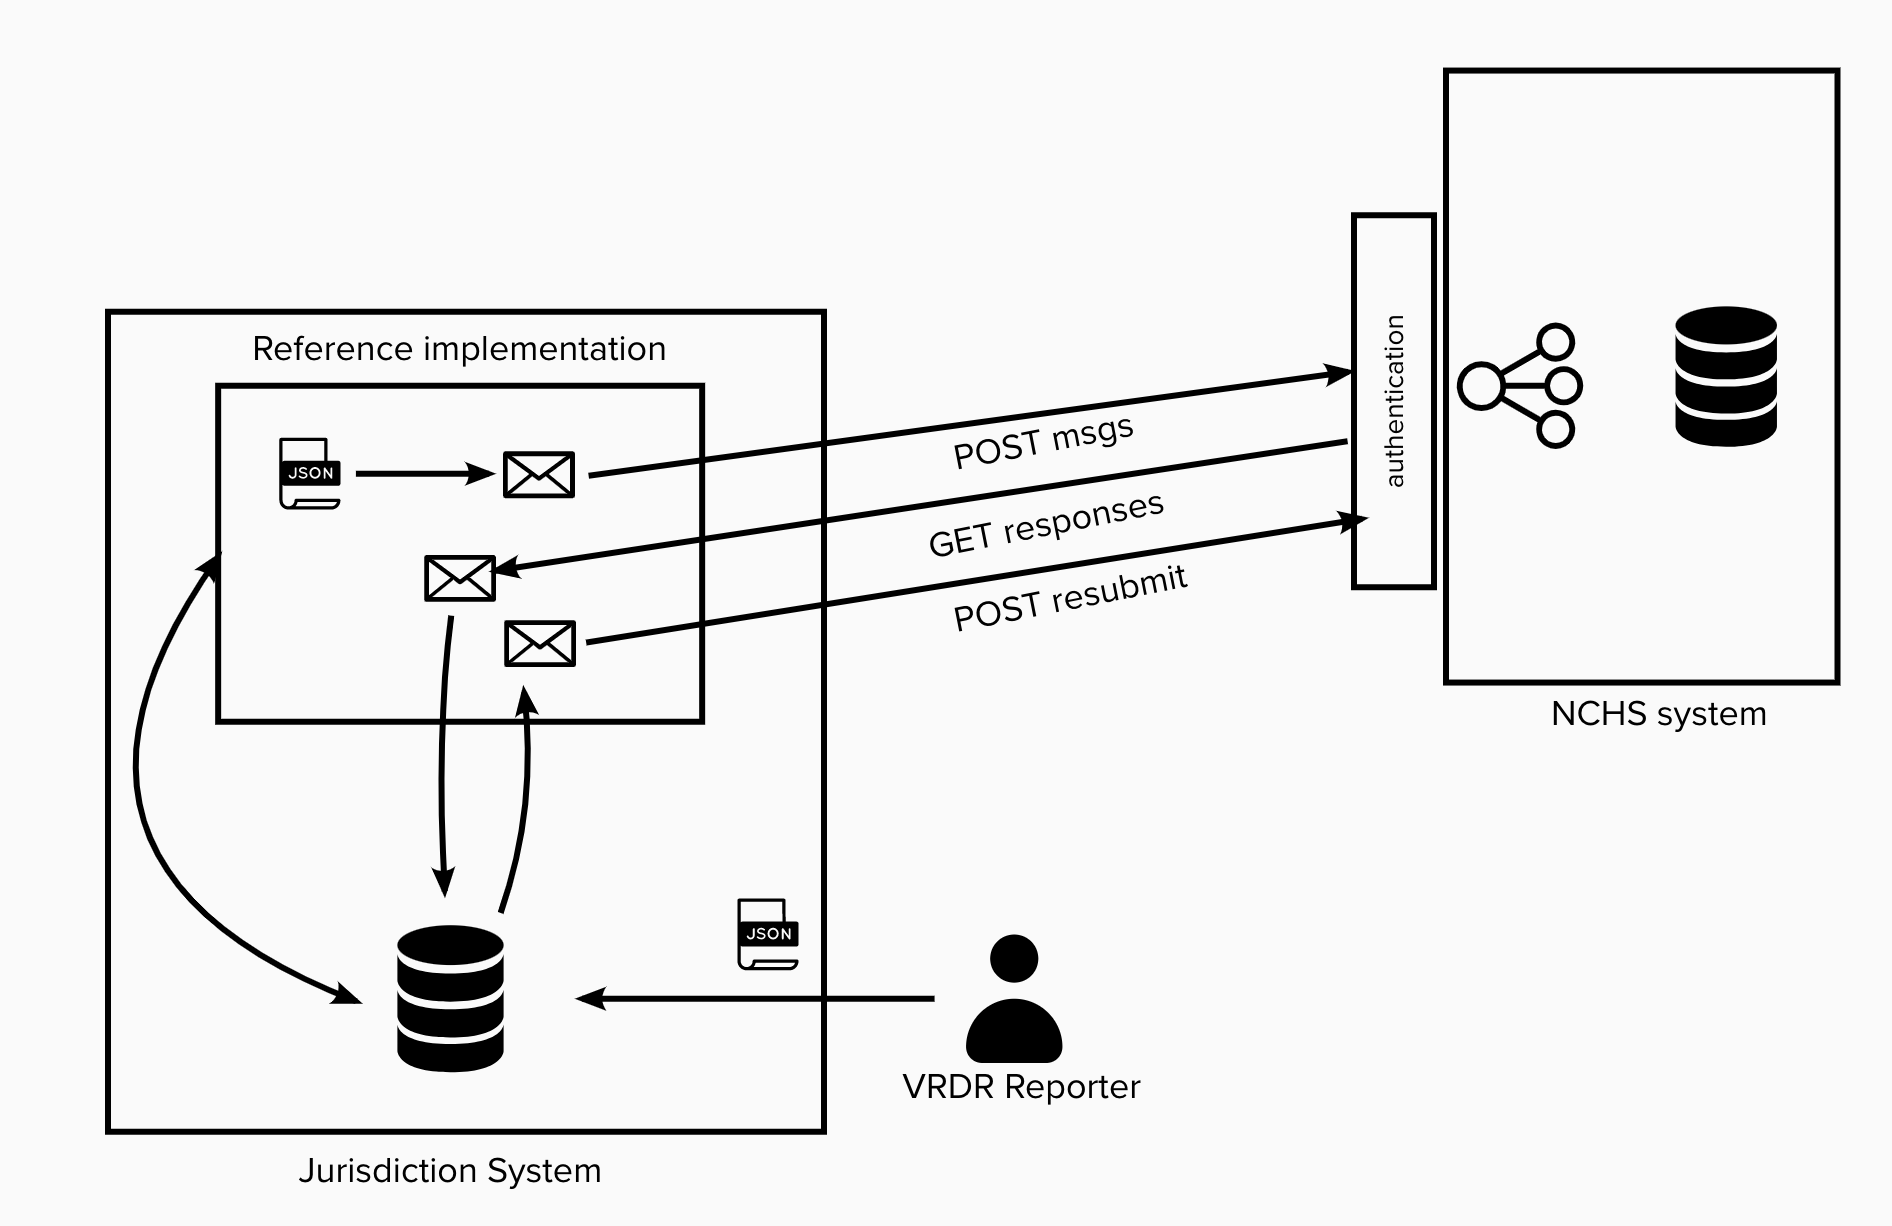 Reference implementation
JSON
POST msgs
GET responses
POST resubmit
authentication
NCHS system
JSON
VRDR Reporter
Jurisdiction System